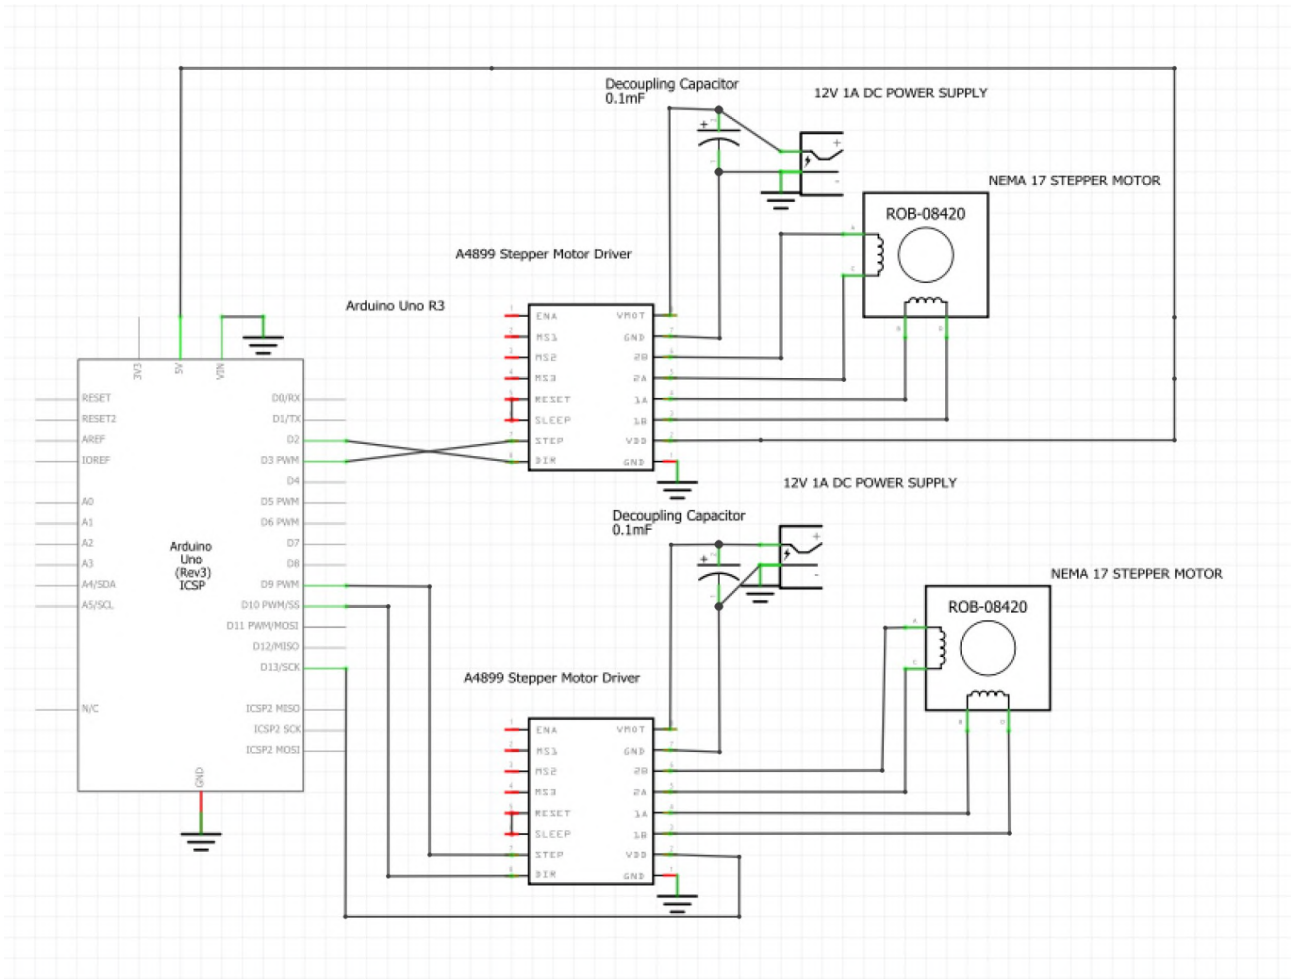 Decoupling Capacitor
0.1mF
12V 1A DC POWER SUPPLY
NEMA 17 STEPPER MOTOR
ROB-08420
A4899 Stepper Motor Driver
Arduino Uno R3
ENA
MS1
MS2
MS3
RESET
SLEEP
STEP
DIR
VMOT
GND
2B
2A
1A
1B
VDD
GND
3V3
5V
VIN
RESET
RESET2
AREF
IOREF
A0
A1
A2
A3
A4/SDA
A5/SCL
N/C
D0/RX
D1/TX
D2
D3 PWM
D4
D5 PWM
D6 PWM
D7
D8
D9 PWM
D10 PWM/SS
D11 PWM/MOSI
D12/MISO
D13/SCK
ICSP2 MISO
ICSP2 SCK
ICSP2 MOSI
GND
Arduino
Uno
(Rev3)
ICSP
12V 1A DC POWER SUPPLY
Decoupling Capacitor
0.1mF
NEMA 17 STEPPER MOTOR
ROB-08420
A4899 Stepper Motor Driver
ENA
MS1
MS2
MS3
RESET
SLEEP
STEP
DIR
VMOT
GND
2B
2A
1A
1B
VDD
GND